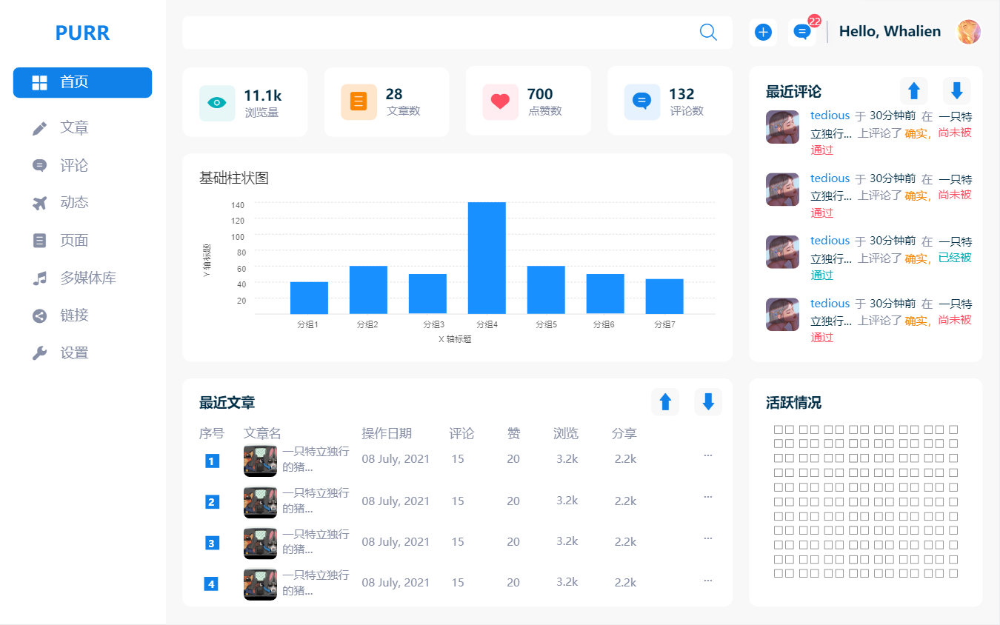 PURR
首页
文章
评论
动态
页面
多媒体库
链接
设置
22
Hello, Whalien
11.1k
浏览量
28
文章数
700
点赞数
132
评论数
基础柱状图
140
120
100
80
60
40
20
Y 轴标题
分组1 分组2 分组3 分组4 分组5 分组6 分组7
X 轴标题
最近评论
tedious 于 30分钟前 在 一只特
立独行... 上评论了 确实， 尚未被
通过
tedious 于 30分钟前 在 一只特
立独行... 上评论了 确实， 尚未被
通过
tedious 于 30分钟前 在 一只特
立独行... 上评论了 确实， 已经被
通过
tedious 于 30分钟前 在 一只特
立独行... 上评论了 确实， 尚未被
通过
最近文章
序号 文章名 操作日期 评论 赞 浏览 分享
1 一只特立独行
的猪... 08 July, 2021 15 20 3.2k 2.2k ...
2 一只特立独行
的猪... 08 July, 2021 15 20 3.2k 2.2k ...
3 一只特立独行
的猪... 08 July, 2021 15 20 3.2k 2.2k ...
4 一只特立独行
的猪... 08 July, 2021 15 20 3.2k 2.2k ...
活跃情况